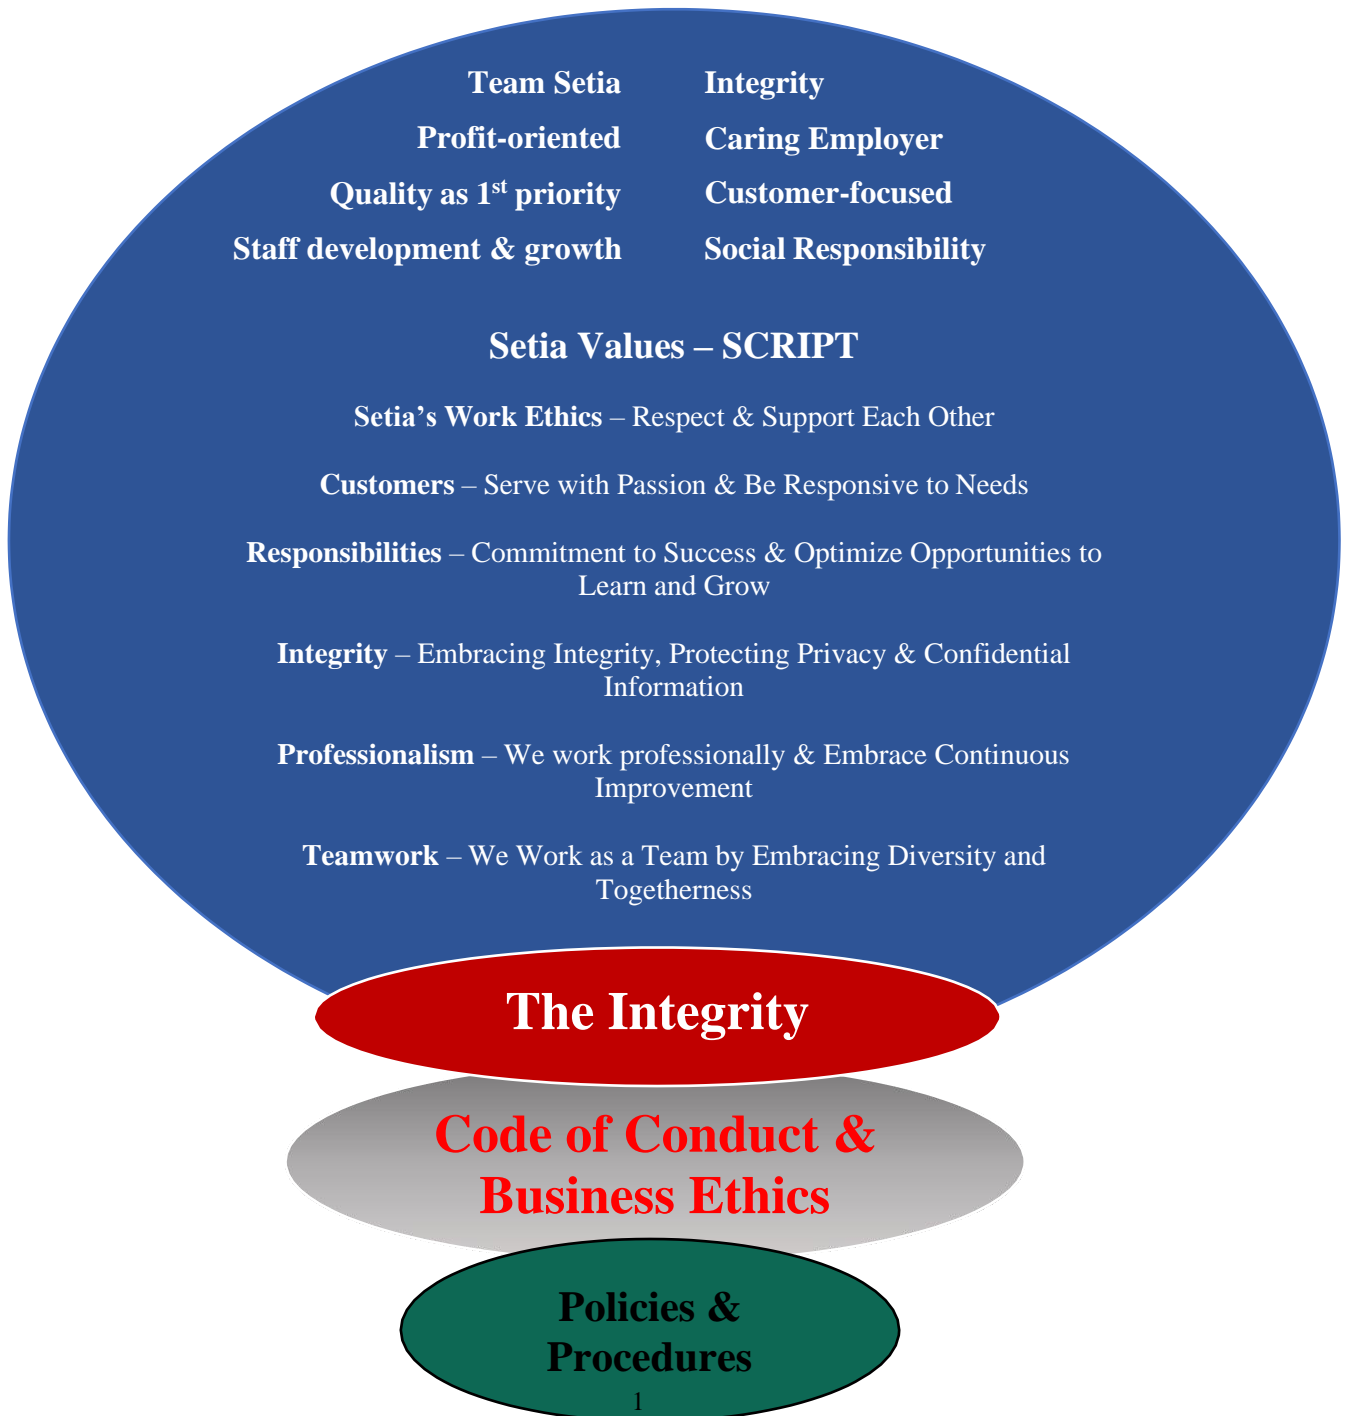 Team Setia Integrity
Profit-oriented Caring Employer
Quality as 1st priority Customer-focused
Staff development & growth Social Responsibility
Setia Values – SCRIPT
Setia’s Work Ethics – Respect & Support Each Other
Customers – Serve with Passion & Be Responsive to Needs
Responsibilities – Commitment to Success & Optimize Opportunities to
Learn and Grow
Integrity – Embracing Integrity, Protecting Privacy & Confidential
Information
Professionalism – We work professionally & Embrace Continuous
Improvement
Teamwork – We Work as a Team by Embracing Diversity and
Togetherness
The Integrity
Code of Conduct &
Business Ethics
Policies &
Procedures
1